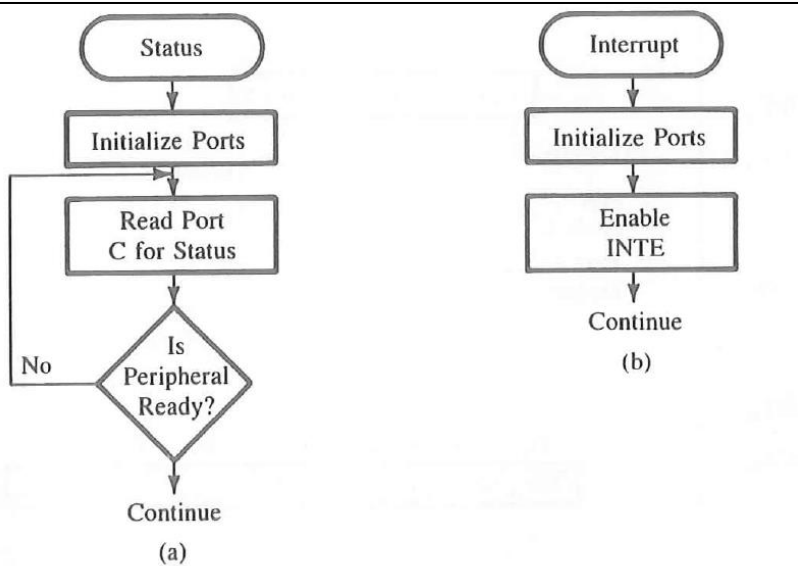 Status
Initialize Ports
Read Port
C for Status
Is
Peripheral
Ready?
No
Continue
(a)
Interrupt
Initialize Ports
Enable
INTE
Continue
(b)